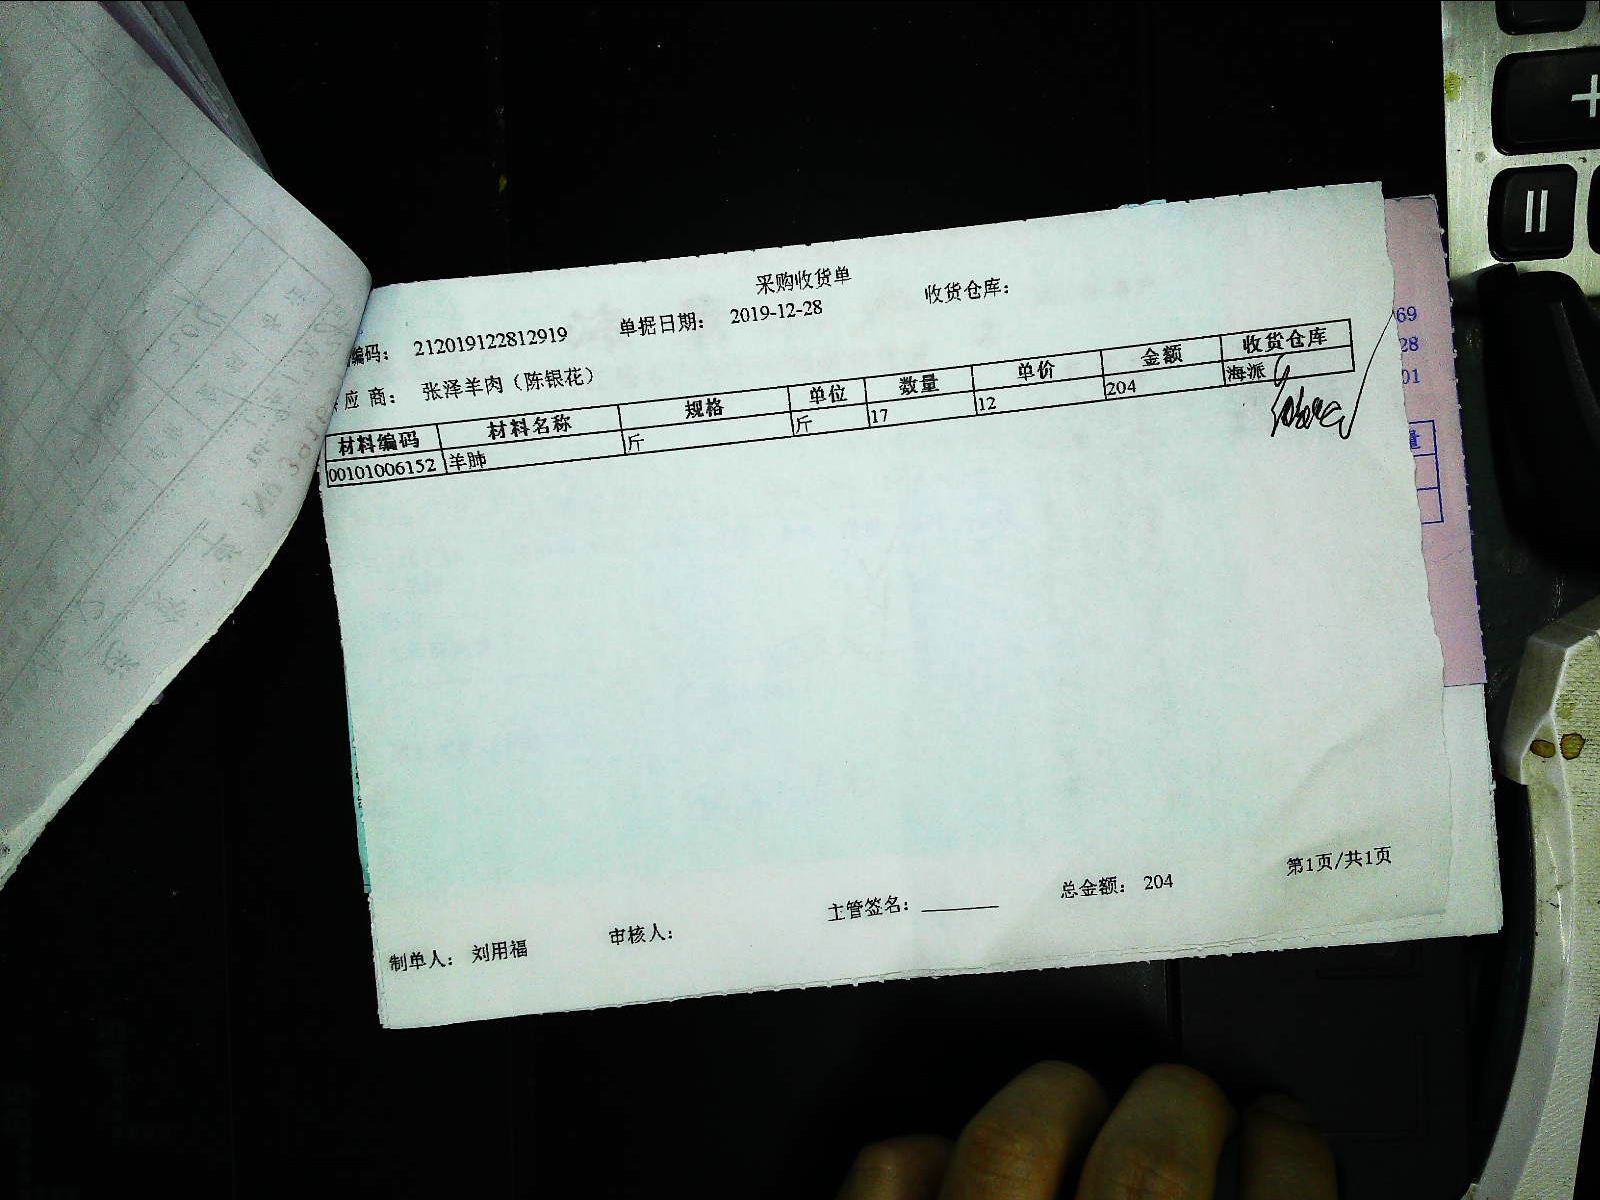 采购收货单
编码： 212019122812919 单据日期： 2019-12-28 收货仓库：
应 商： 张泽羊肉（陈银花）
材料编码 材料名称 规格 单位 数量 单价 金额 收货仓库
00101006152 羊肺 斤 斤 17 12 204 海派
制单人： 刘用福 审核人： 主管签名： 总金额： 204 第1页/共1页
69
28
01
量
+
=